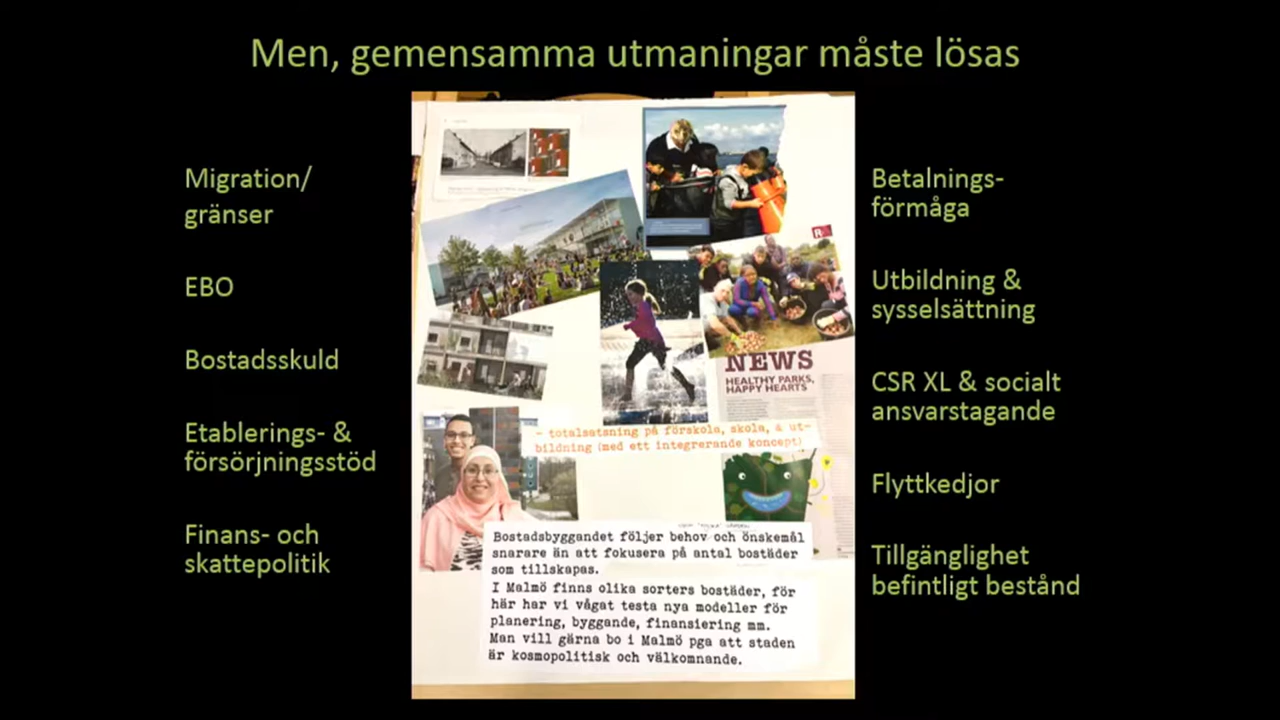 Men, gemensamma utmaningar måste lösas
Migration/
gränser
EBO
Bostadsskuld
Etablerings- &
försörjningsstöd
Finans- och
skattepolitik
NEWS
HEALTHY PARKS,
HAPPY HEARTS
- totalsatsning på förskola, skola, & ut-
bildning (med ett integrerande koncept)
Bostadsbyggandet följer behov och önskemål
snarare än att fokusera på antal bostäder
som tillskapas.
I Malmö finns olika sorters bostäder, för
här har vi vågat testa nya modeller för
planering, byggande, finansiering mm.
Man vill gärna bo i Malmö pga att staden
är kosmopolitisk och välkomnande.
Betalnings-
förmåga
Utbildning &
sysselsättning
CSR XL & socialt
ansvarstagande
Flyttkedjor
Tillgänglighet
befintligt bestånd